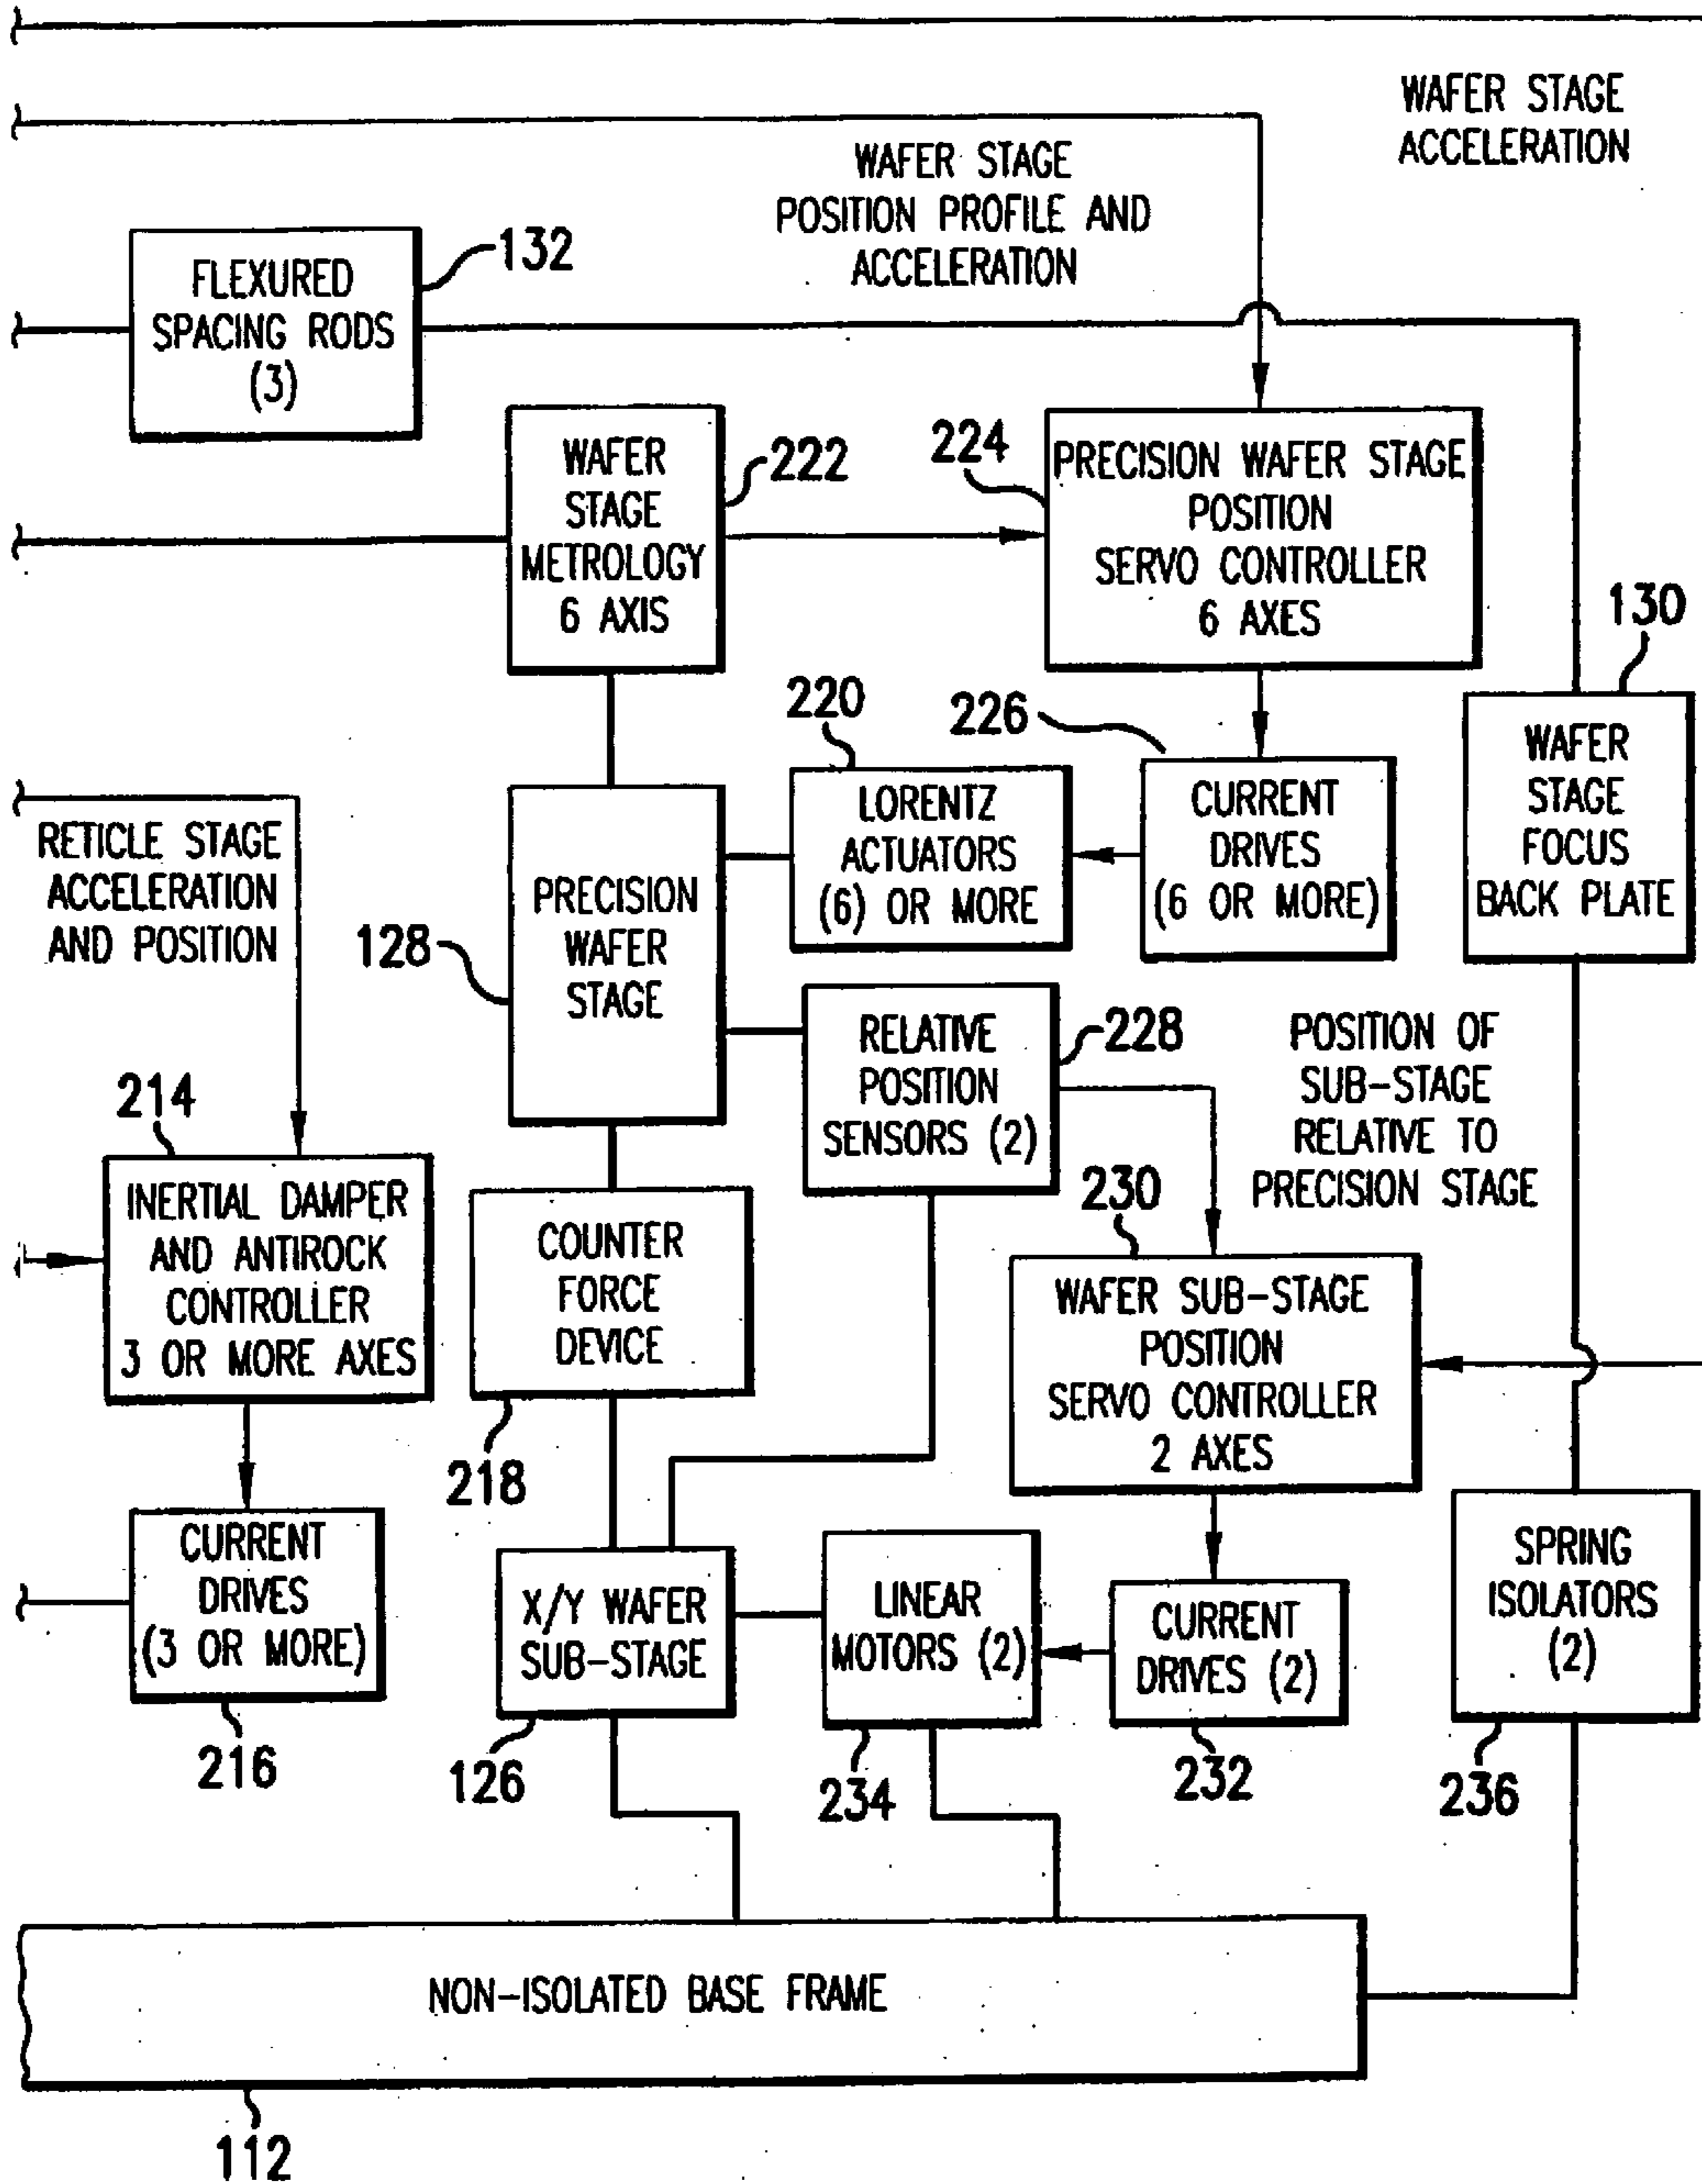 WAFER STAGE
ACCELERATION
WAFER STAGE
POSITION PROFILE AND
ACCELERATION
FLEXURED
SPACING RODS
(3)
132
WAFER
STAGE
METROLOGY
6 AXIS
222
224
PRECISION WAFER STAGE
POSITION
SERVO CONTROLLER
6 AXES
130
WAFER
STAGE
FOCUS
BACK PLATE
220
LORENTZ
ACTUATORS
(6) OR MORE
226
CURRENT
DRIVES
(6 OR MORE)
RETICLE STAGE
ACCELERATION
AND POSITION
128
PRECISION
WAFER
STAGE
RELATIVE
POSITION
SENSORS (2)
228
POSITION OF
SUB-STAGE
RELATIVE TO
PRECISION STAGE
214
INERTIAL DAMPER
AND ANTIROCK
CONTROLLER
3 OR MORE AXES
COUNTER
FORCE
DEVICE
218
230
WAFER SUB-STAGE
POSITION
SERVO CONTROLLER
2 AXES
CURRENT
DRIVES
(3 OR MORE)
216
X/Y WAFER
SUB-STAGE
126
LINEAR
MOTORS (2)
234
CURRENT
DRIVES (2)
232
SPRING
ISOLATORS
(2)
236
NON-ISOLATED BASE FRAME
112